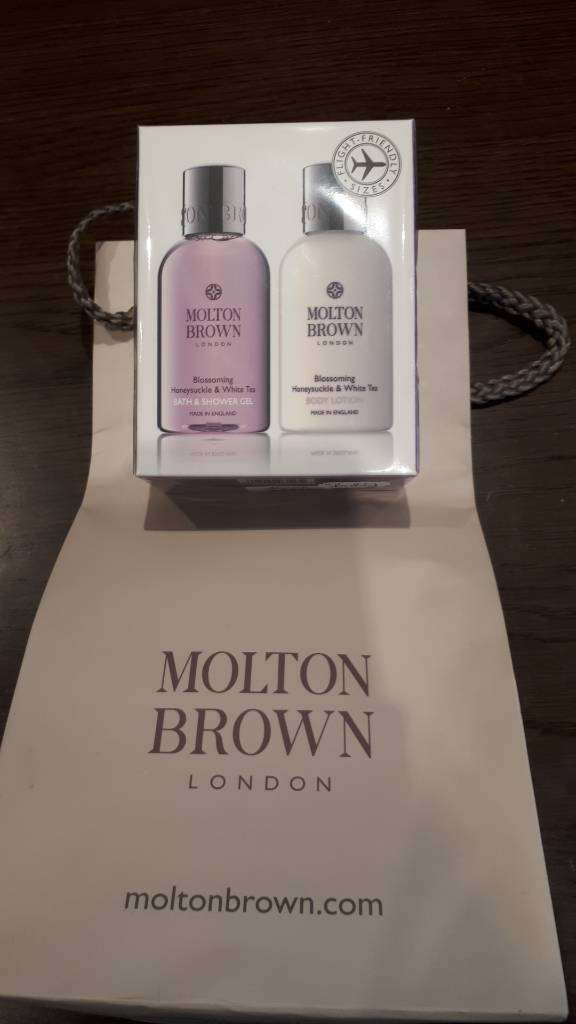 FLIGHT-FRIENDLY
SIZES
MOLTON
BROWN
LONDON
Blossoming
Honeysuckle & White Tea
BATH & SHOWER GEL
MADE IN ENGLAND
MOLTON
BROWN
LONDON
Blossoming
Honeysuckle & White Tea
BODY LOTION
MADE IN ENGLAND
MOLTON
BROWN
LONDON
moltonbrown.com